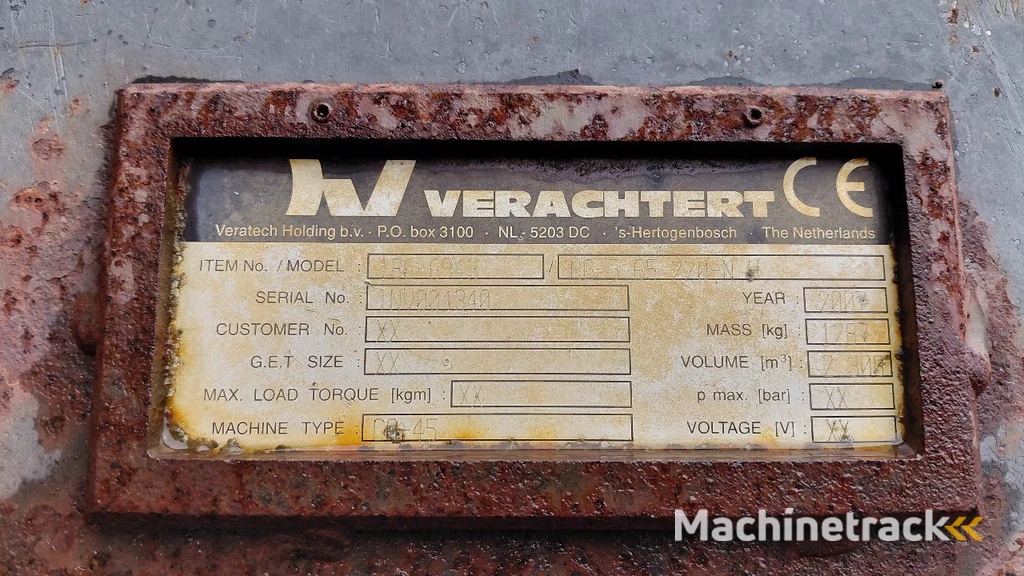 VERACHTERT CE
Veratech Holding b.v. · P.O. box 3100 · NL - 5203 DC · 's-Hertogenbosch · The Netherlands
ITEM No. / MODEL : /
SERIAL No. : YEAR :
CUSTOMER No. : XX MASS [kg] : 1787
G.E.T SIZE : XX VOLUME [m³] :
MAX. LOAD TORQUE [kgm] : XX p max. [bar] : XX
MACHINE TYPE : VOLTAGE [V] : XX
Machinetrack